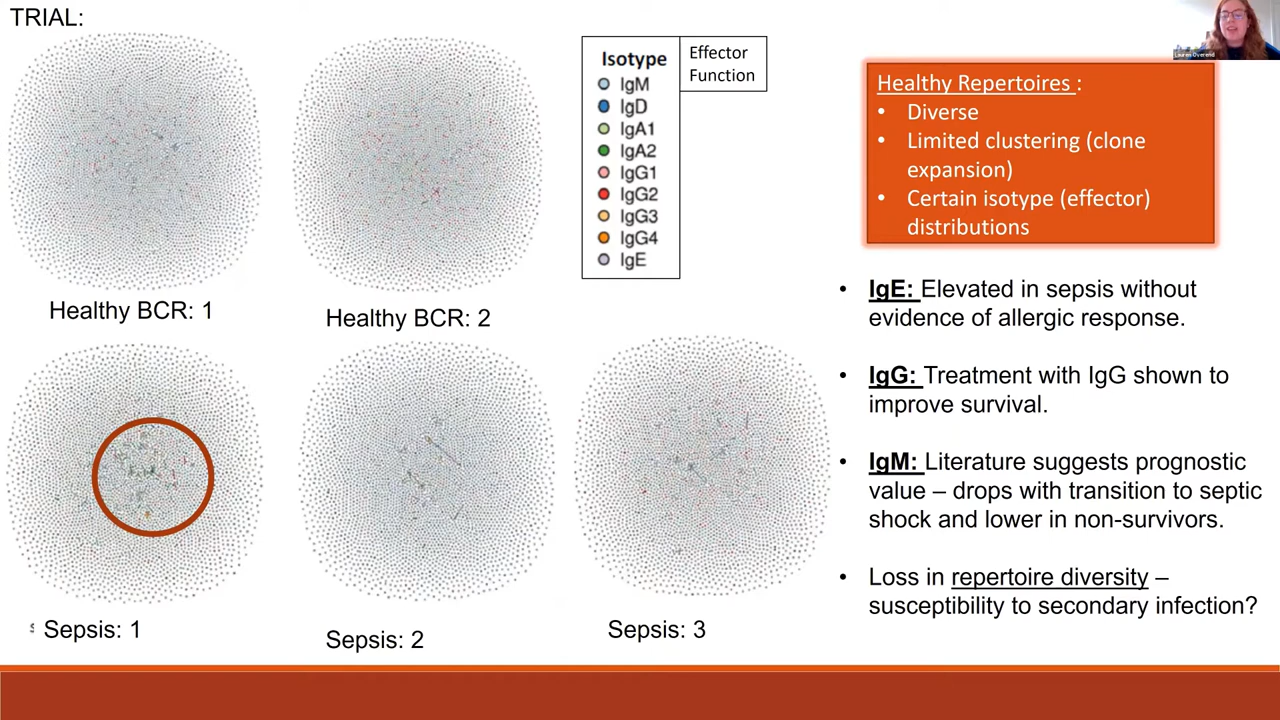 TRIAL:
Lauren Overend
Isotype
IgM
IgD
IgA1
IgA2
IgG1
IgG2
IgG3
IgG4
IgE
Effector
Function
Healthy Repertoires :
• Diverse
• Limited clustering (clone
expansion)
• Certain isotype (effector)
distributions
Healthy BCR: 1
Healthy BCR: 2
• IgE: Elevated in sepsis without
evidence of allergic response.
• IgG: Treatment with IgG shown to
improve survival.
• IgM: Literature suggests prognostic
value – drops with transition to septic
shock and lower in non-survivors.
• Loss in repertoire diversity –
susceptibility to secondary infection?
Sepsis: 1
Sepsis: 2
Sepsis: 3